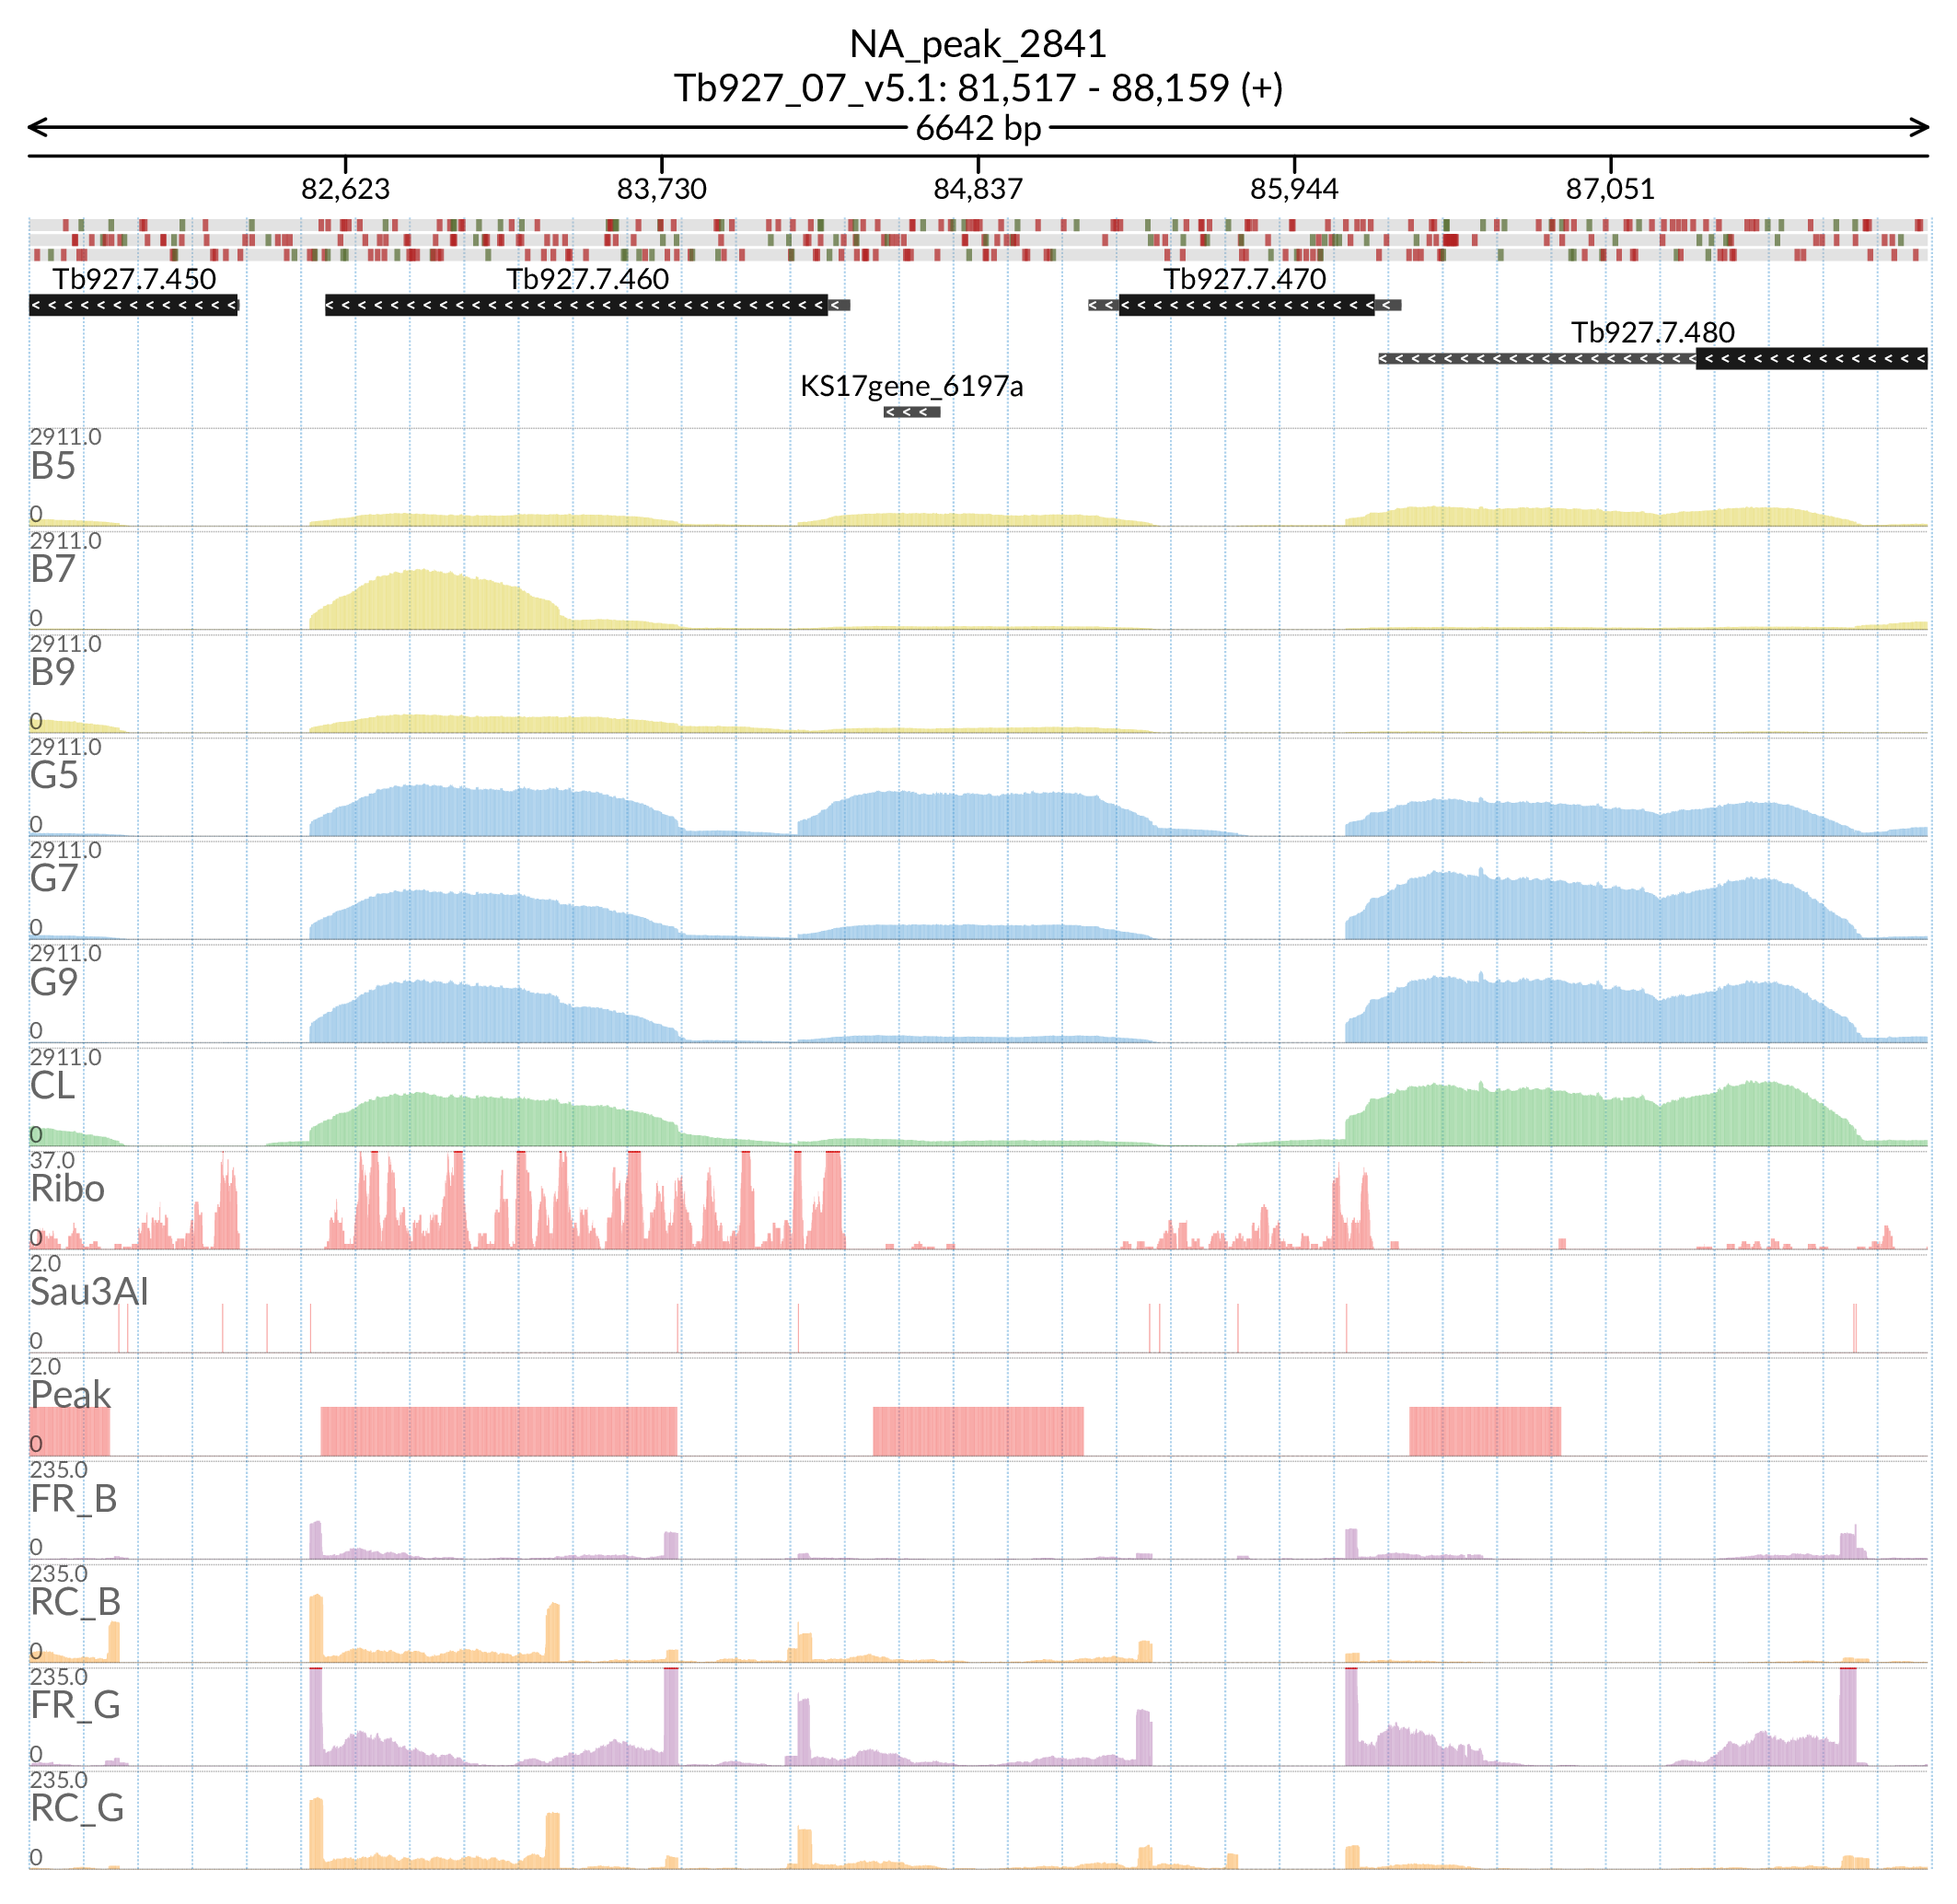 NA_peak_2841
Tb927_07_v5.1: 81,517 - 88,159 (+)
6642 bp
82,623 83,730 84,837 85,944 87,051
Tb927.7.450 Tb927.7.460 Tb927.7.470
Tb927.7.480
KS17gene_6197a
2911.0
B5
0
2911.0
B7
0
2911.0
B9
0
2911.0
G5
0
2911.0
G7
0
2911.0
G9
0
2911.0
CL
0
37.0
Ribo
0
2.0
Sau3AI
0
2.0
Peak
0
235.0
FR_B
0
235.0
RC_B
0
235.0
FR_G
0
235.0
RC_G
0